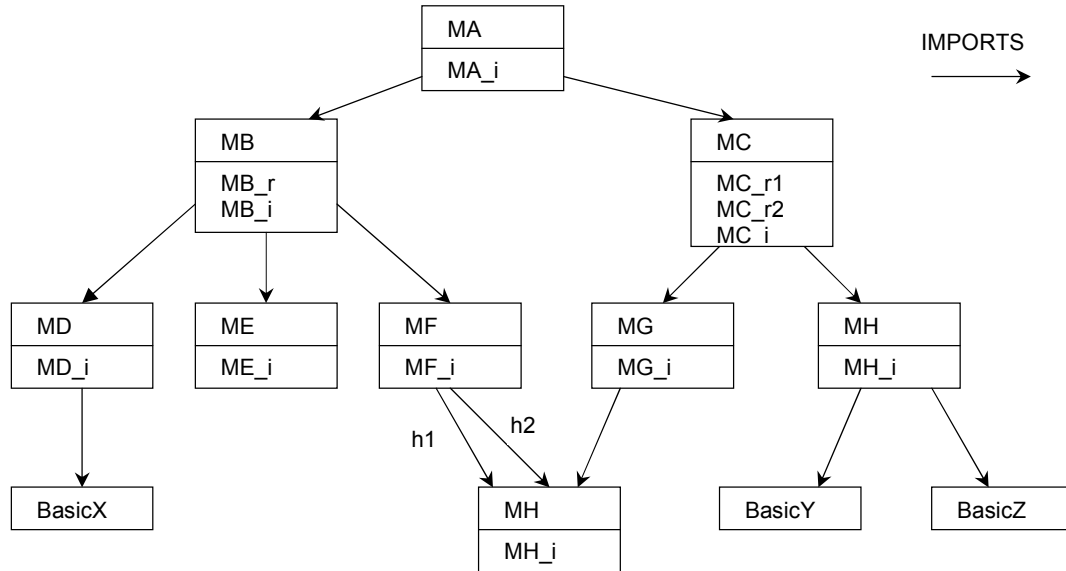 MA
MA_i
IMPORTS
MB
MB_r
MB_i
MC
MC_r1
MC_r2
MC_i
MD
MD_i
ME
ME_i
MF
MF_i
MG
MG_i
MH
MH_i
h1
h2
BasicX
MH
MH_i
BasicY
BasicZ